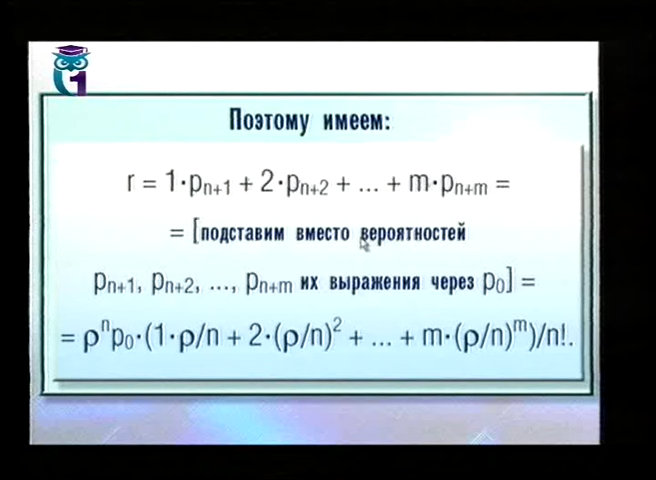 1
Поэтому имеем:
r = 1·pₙ₊₁ + 2·pₙ₊₂ + ... + m·pₙ₊ₘ =
= [подставим вместо вероятностей
pₙ₊₁, pₙ₊₂, ..., pₙ₊ₘ их выражения через p₀] =
= ρⁿp₀·(1·ρ/n + 2·(ρ/n)² + ... + m·(ρ/n)ᵐ)/n!.